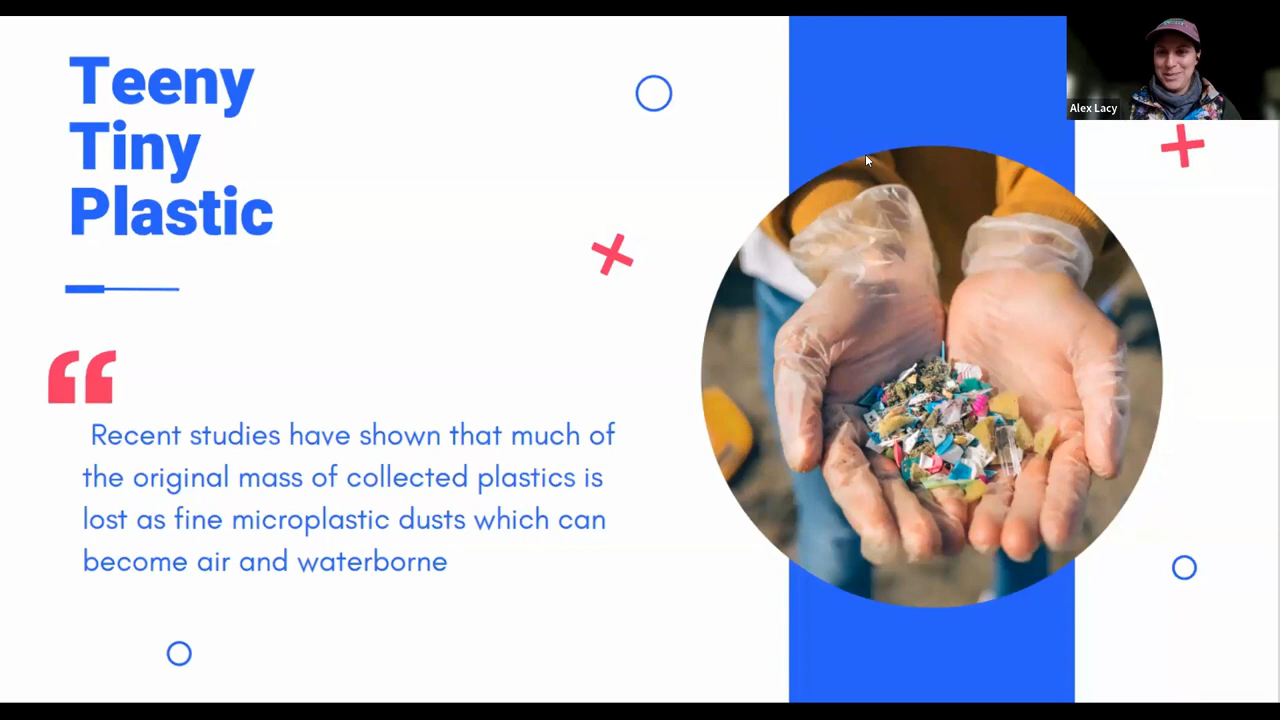 Teeny
Tiny
Plastic
Alex Lacy
“
Recent studies have shown that much of
the original mass of collected plastics is
lost as fine microplastic dusts which can
become air and waterborne